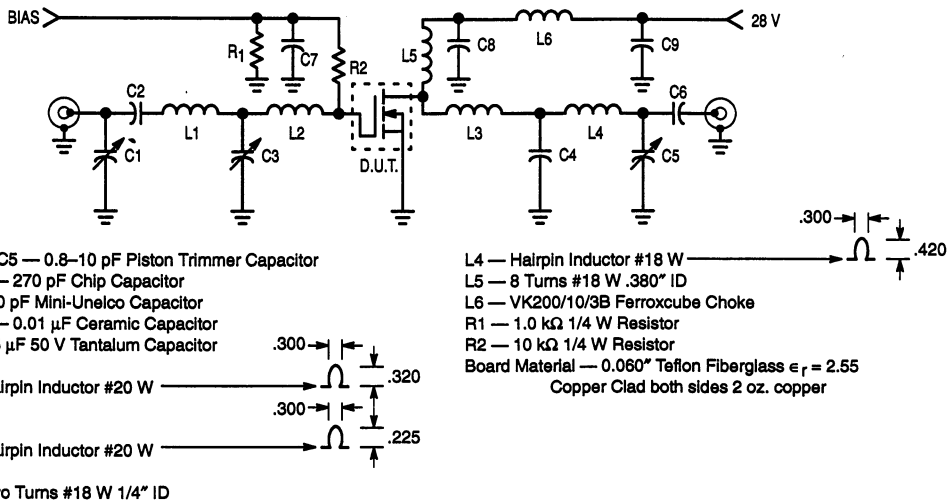 BIAS
28 V
R1
C7
R2
L5
C8
L6
C9
C2
L1
L2
C1
C3
D.U.T.
L3
L4
C6
C4
C5
C5 — 0.8–10 pF Piston Trimmer Capacitor
– 270 pF Chip Capacitor
0 pF Mini-Unelco Capacitor
– 0.01 μF Ceramic Capacitor
μF 50 V Tantalum Capacitor
airpin Inductor #20 W
.300
.320
airpin Inductor #20 W
.300
.225
Turns #18 W 1/4″ ID
L4 — Hairpin Inductor #18 W
.300
.420
L5 — 8 Turns #18 W .380″ ID
L6 — VK200/10/3B Ferroxcube Choke
R1 — 1.0 kΩ 1/4 W Resistor
R2 — 10 kΩ 1/4 W Resistor
Board Material — 0.060″ Teflon Fiberglass εr = 2.55
Copper Clad both sides 2 oz. copper